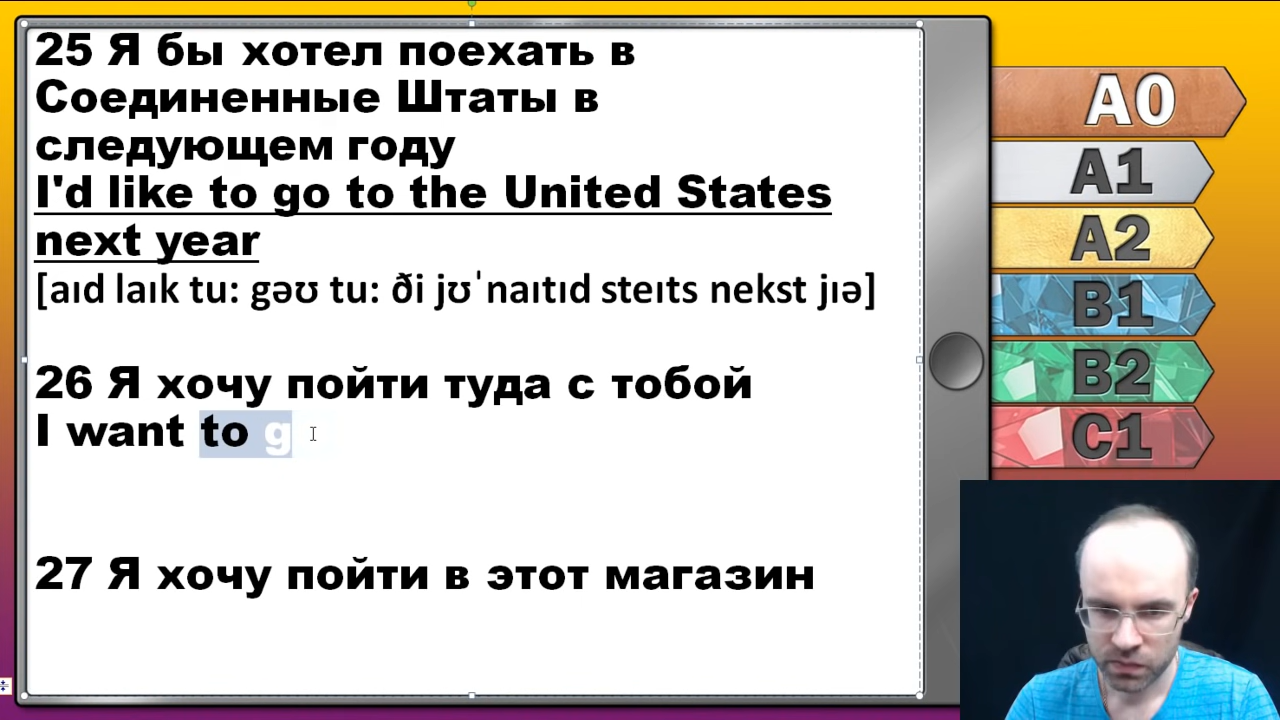 25 Я бы хотел поехать в
Соединенные Штаты в
следующем году
I'd like to go to the United States
next year
[aɪd laɪk tu: gəʊ tu: ði jʊˈnaɪtɪd steɪts nekst jɪə]
26 Я хочу пойти туда с тобой
I want to g
27 Я хочу пойти в этот магазин
A0
A1
A2
B1
B2
C1